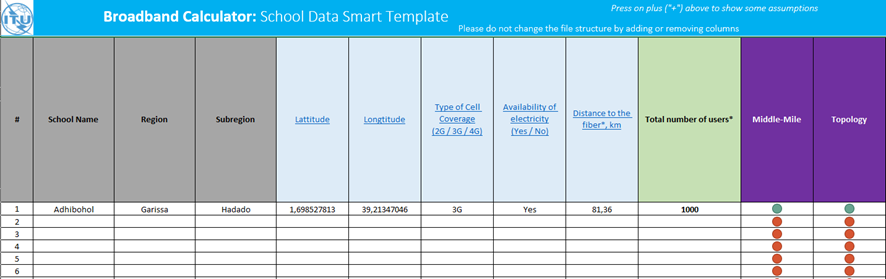 ITU
Broadband Calculator: School Data Smart Template
Press on plus ("+") above to show some assumptions
Please do not change the file structure by adding or removing columns
# School Name Region Subregion Lattitude Longtitude Type of Cell Coverage (2G / 3G / 4G) Availability of electricity (Yes / No) Distance to the fiber*, km Total number of users* Middle-Mile Topology
1 Adhibohol Garissa Hadado 1,698527813 39,21347046 3G Yes 81,36 1000
2
3
4
5
6